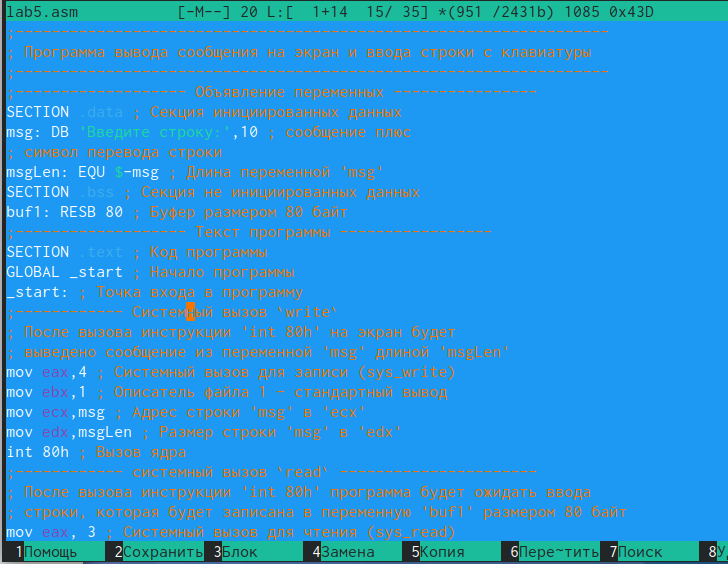 lab5.asm [-M--] 20 L:[ 1+14 15/ 35] *(951 /2431b) 1085 0x43D
;------------------------------------------------------------------
; Программа вывода сообщения на экран и ввода строки с клавиатуры
;------------------------------------------------------------------
;------------------- Объявление переменных ----------------
SECTION .data ; Секция инициированных данных
msg: DB 'Введите строку:',10 ; сообщение плюс
; символ перевода строки
msgLen: EQU $-msg ; Длина переменной 'msg'
SECTION .bss ; Секция не инициированных данных
buf1: RESB 80 ; Буфер размером 80 байт
;------------------- Текст программы -----------------
SECTION .text ; Код программы
GLOBAL _start ; Начало программы
_start: ; Точка входа в программу
;------------ Системный вызов `write`
; После вызова инструкции 'int 80h' на экран будет
; выведено сообщение из переменной 'msg' длиной 'msgLen'
mov eax,4 ; Системный вызов для записи (sys_write)
mov ebx,1 ; Описатель файла 1 - стандартный вывод
mov ecx,msg ; Адрес строки 'msg' в 'ecx'
mov edx,msgLen ; Размер строки 'msg' в 'edx'
int 80h ; Вызов ядра
;------------ системный вызов `read` ----------------------
; После вызова инструкции 'int 80h' программа будет ожидать ввода
; строки, которая будет записана в переменную 'buf1' размером 80 байт
mov eax, 3 ; Системный вызов для чтения (sys_read)
1Помощь 2Сохранить 3Блок 4Замена 5Копия 6Пере~тить 7Поиск 8